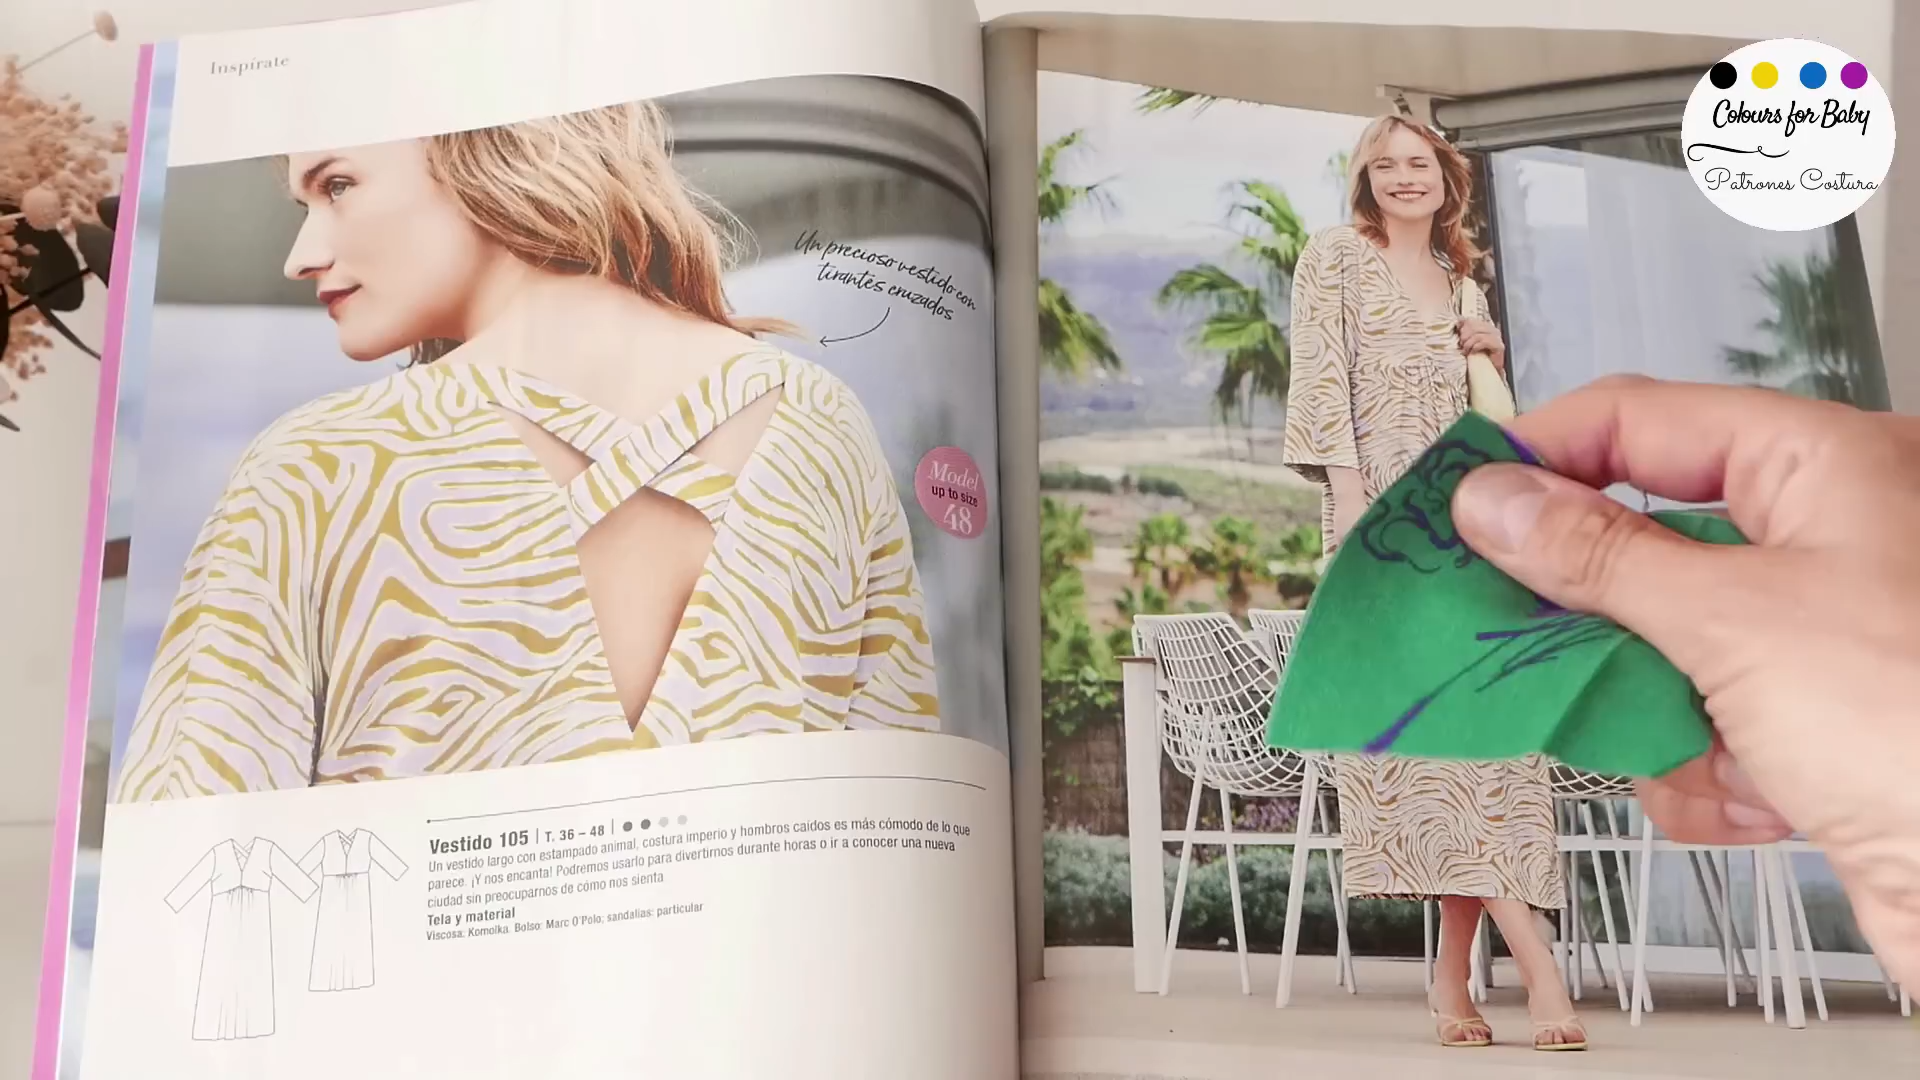 Inspírate
Un precioso vestido con
tirantes cruzados
Model
up to size
48
Vestido 105 | T. 36 – 48 |
Un vestido largo con estampado animal, costura imperio y hombros caídos es más cómodo de lo que
parece. ¡Y nos encanta! Podremos usarlo para divertirnos durante horas o ir a conocer una nueva
ciudad sin preocuparnos de cómo nos sienta
Tela y material
Viscosa: Komolka. Bolso: Marc O'Polo; sandalias: particular
Colours for Baby
Patrones Costura